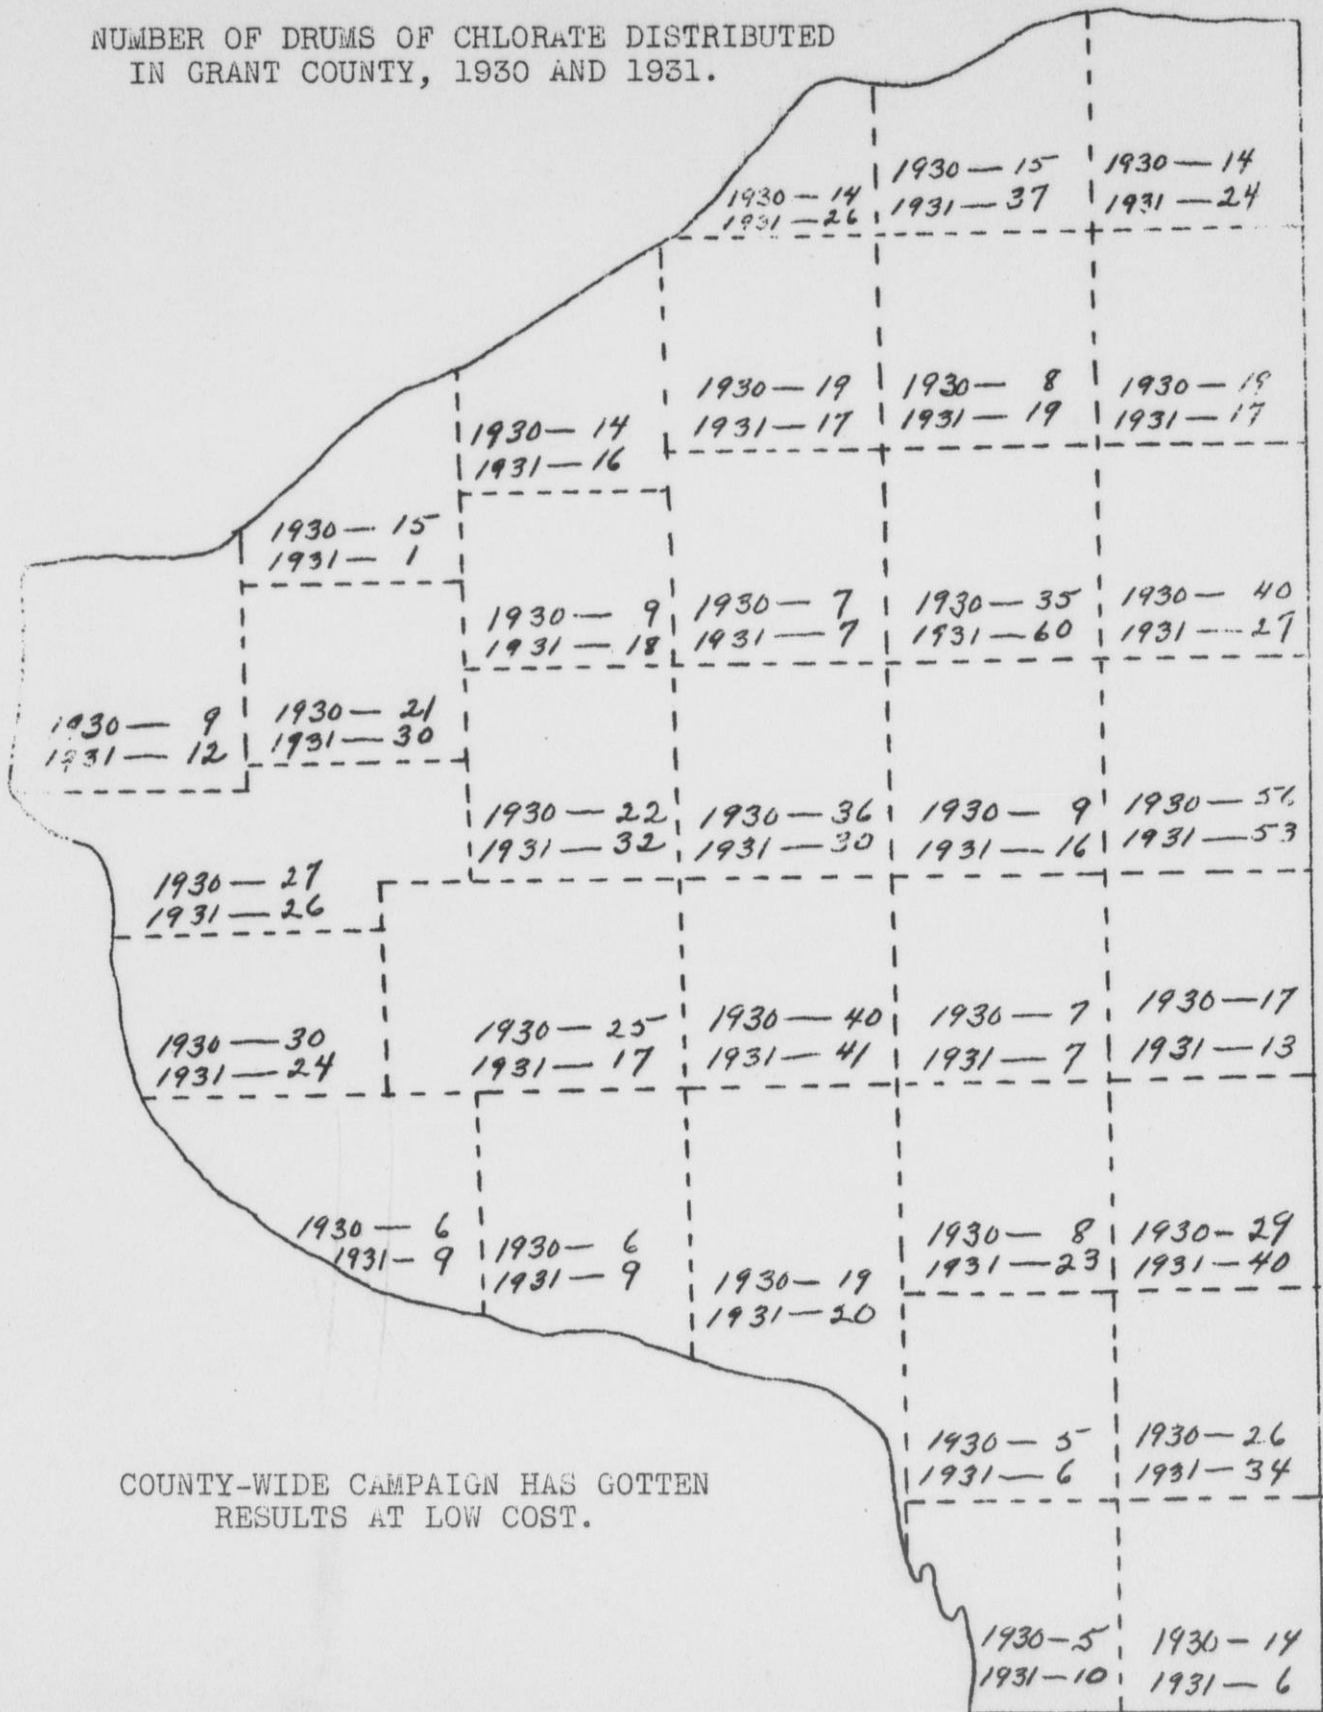 NUMBER OF DRUMS OF CHLORATE DISTRIBUTED
IN GRANT COUNTY, 1930 AND 1931.
1930 — 14
1931 — 26
1930 — 15
1931 — 37
1930 — 14
1931 — 24
1930 — 14
1931 — 16
1930 — 19
1931 — 17
1930 — 8
1931 — 19
1930 — 19
1931 — 17
1930 — 15
1931 — 1
1930 — 9
1931 — 18
1930 — 7
1931 — 7
1930 — 35
1931 — 60
1930 — 40
1931 — 27
1930 — 9
1931 — 12
1930 — 21
1931 — 30
1930 — 22
1931 — 32
1930 — 36
1931 — 30
1930 — 9
1931 — 16
1930 —
1931 — 53
1930 — 27
1931 — 26
1930 — 30
1931 — 24
1930 — 25
1931 — 17
1930 — 40
1931 — 41
1930 — 7
1931 — 7
1930 — 17
1931 — 13
1930 — 6
1931 — 9
1930 — 6
1931 — 9
1930 — 19
1931 — 20
1930 — 8
1931 — 23
1930 — 29
1931 — 40
1930 — 5
1931 — 6
1930 — 26
1931 — 34
COUNTY-WIDE CAMPAIGN HAS GOTTEN
RESULTS AT LOW COST.
1930 — 5
1931 — 10
1930 — 14
1931 — 6